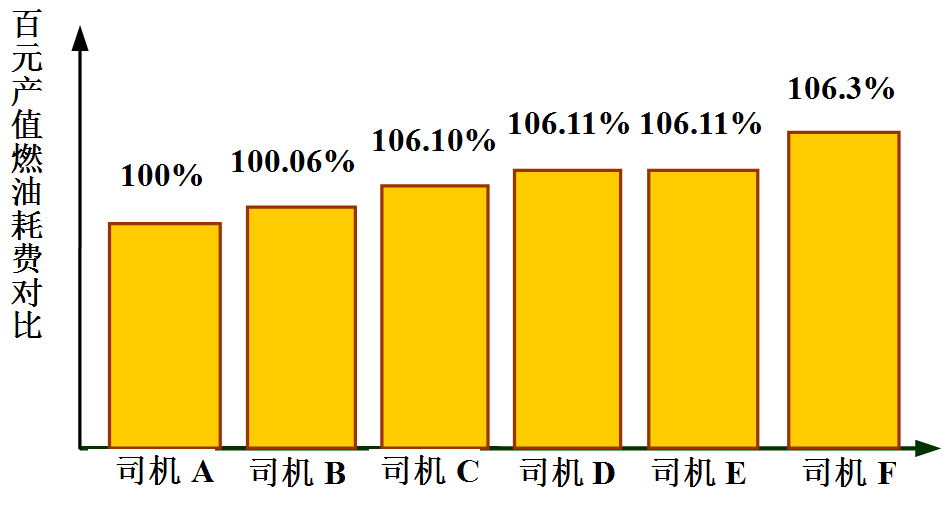 百元产值燃油耗费对比
100%
100.06%
106.10%
106.11%
106.11%
106.3%
司机 A
司机 B
司机 C
司机 D
司机 E
司机 F